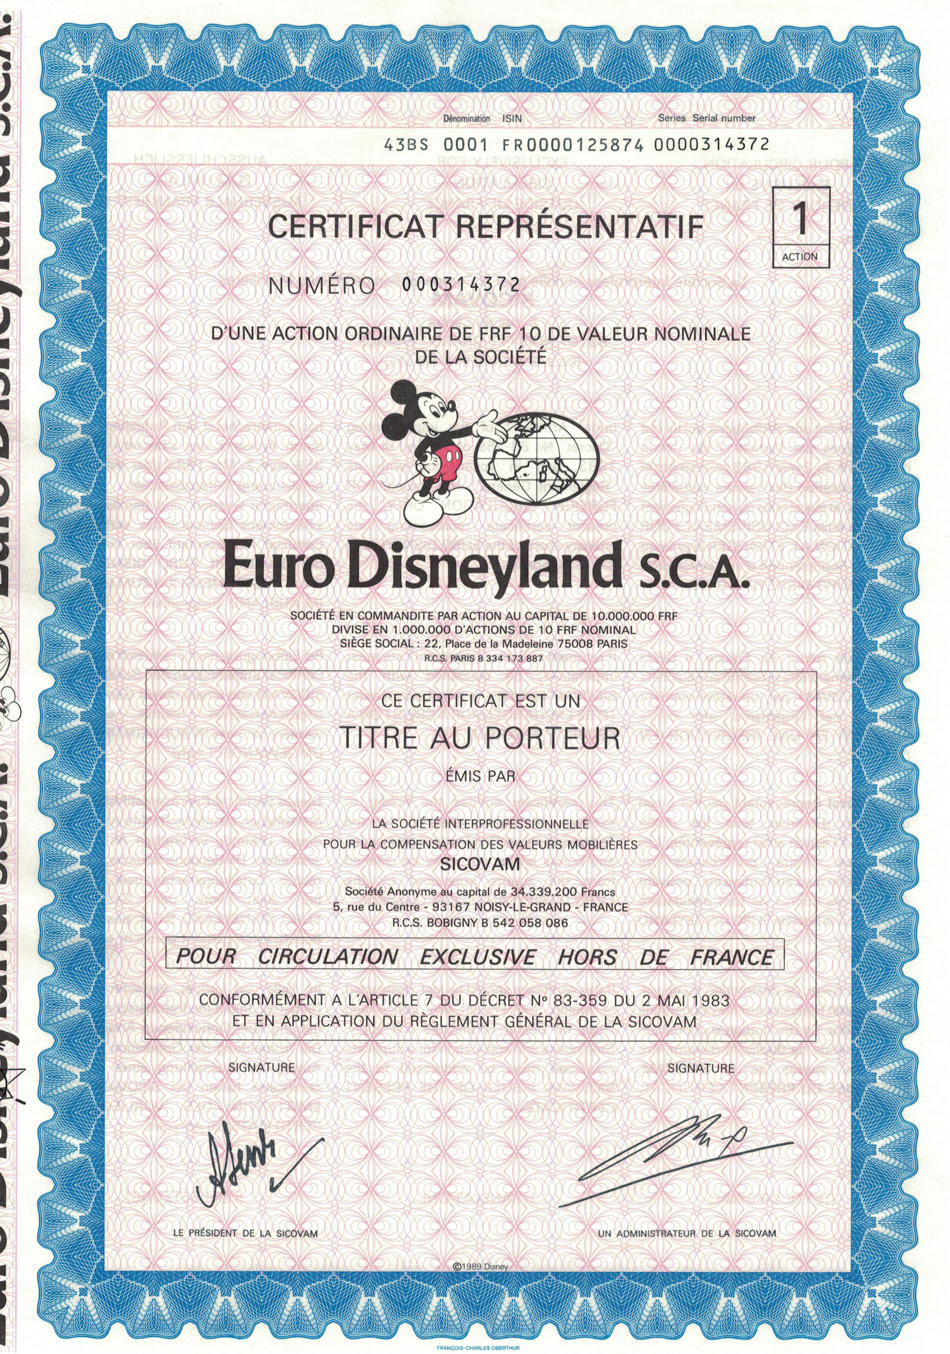 Dénomination ISIN Series Serial number
43BS 0001 FR0000125874 0000314372
1
ACTION
CERTIFICAT REPRÉSENTATIF
NUMÉRO 000314372
D'UNE ACTION ORDINAIRE DE FRF 10 DE VALEUR NOMINALE
DE LA SOCIÉTÉ
Euro Disneyland S.C.A.
SOCIÉTÉ EN COMMANDITE PAR ACTION AU CAPITAL DE 10.000.000 FRF
DIVISE EN 1.000.000 D'ACTIONS DE 10 FRF NOMINAL
SIÈGE SOCIAL : 22, Place de la Madeleine 75008 PARIS
R.C.S. PARIS B 334 173 887
CE CERTIFICAT EST UN
TITRE AU PORTEUR
ÉMIS PAR
LA SOCIÉTÉ INTERPROFESSIONNELLE
POUR LA COMPENSATION DES VALEURS MOBILIÈRES
SICOVAM
Société Anonyme au capital de 34.339.200 Francs
5, rue du Centre - 93167 NOISY-LE-GRAND - FRANCE
R.C.S. BOBIGNY B 542 058 086
POUR CIRCULATION EXCLUSIVE HORS DE FRANCE
CONFORMÉMENT A L'ARTICLE 7 DU DÉCRET Nº 83-359 DU 2 MAI 1983
ET EN APPLICATION DU RÈGLEMENT GÉNÉRAL DE LA SICOVAM
SIGNATURE SIGNATURE
LE PRÉSIDENT DE LA SICOVAM UN ADMINISTRATEUR DE LA SICOVAM
©1989 Disney
FRANÇOIS-CHARLES OBERTHUR